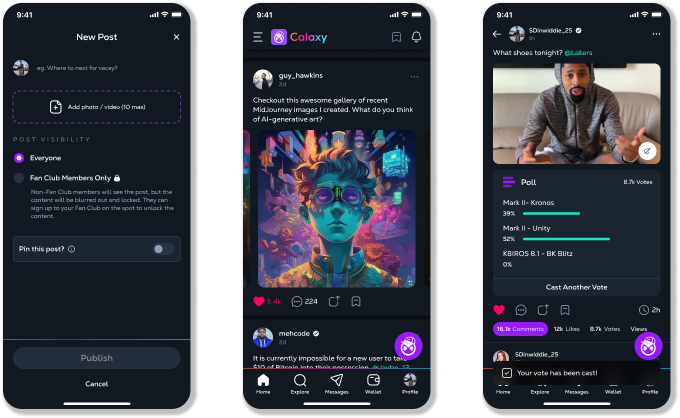 9:41
New Post
eg. Where to next for vacay?
Add photo / video (10 max)
POST VISIBILITY
Everyone
Fan Club Members Only
Non-Fan Club members will see the post, but the
content will be blurred out and locked. They can
sign up to your Fan Club on the spot to unlock the
content.
Pin this post?
Publish
Cancel
9:41
Calaxy
guy_hawkins
2d
Checkout this awesome gallery of recent
MidJourney images I created. What do you think
of AI-generative art?
5.4k
224
mehcode
2d
It is currently impossible for a new user to take
$10 of Bitcoin into their possession.
Home
Explore
Messages
Wallet
Profile
9:41
SDinwiddie_25
5h
What shoes tonight? @Lakers
Poll
8.7k Votes
Mark II- Kronos
39%
Mark II - Unity
52%
K8IROS 8.1 - BK Blitz
0%
Cast Another Vote
2h
16.1k Comments
12k Likes
8.7k Votes
Views
SDinwiddie_25
Your vote has been cast!
Home
Explore
Messages
Wallet
Profile